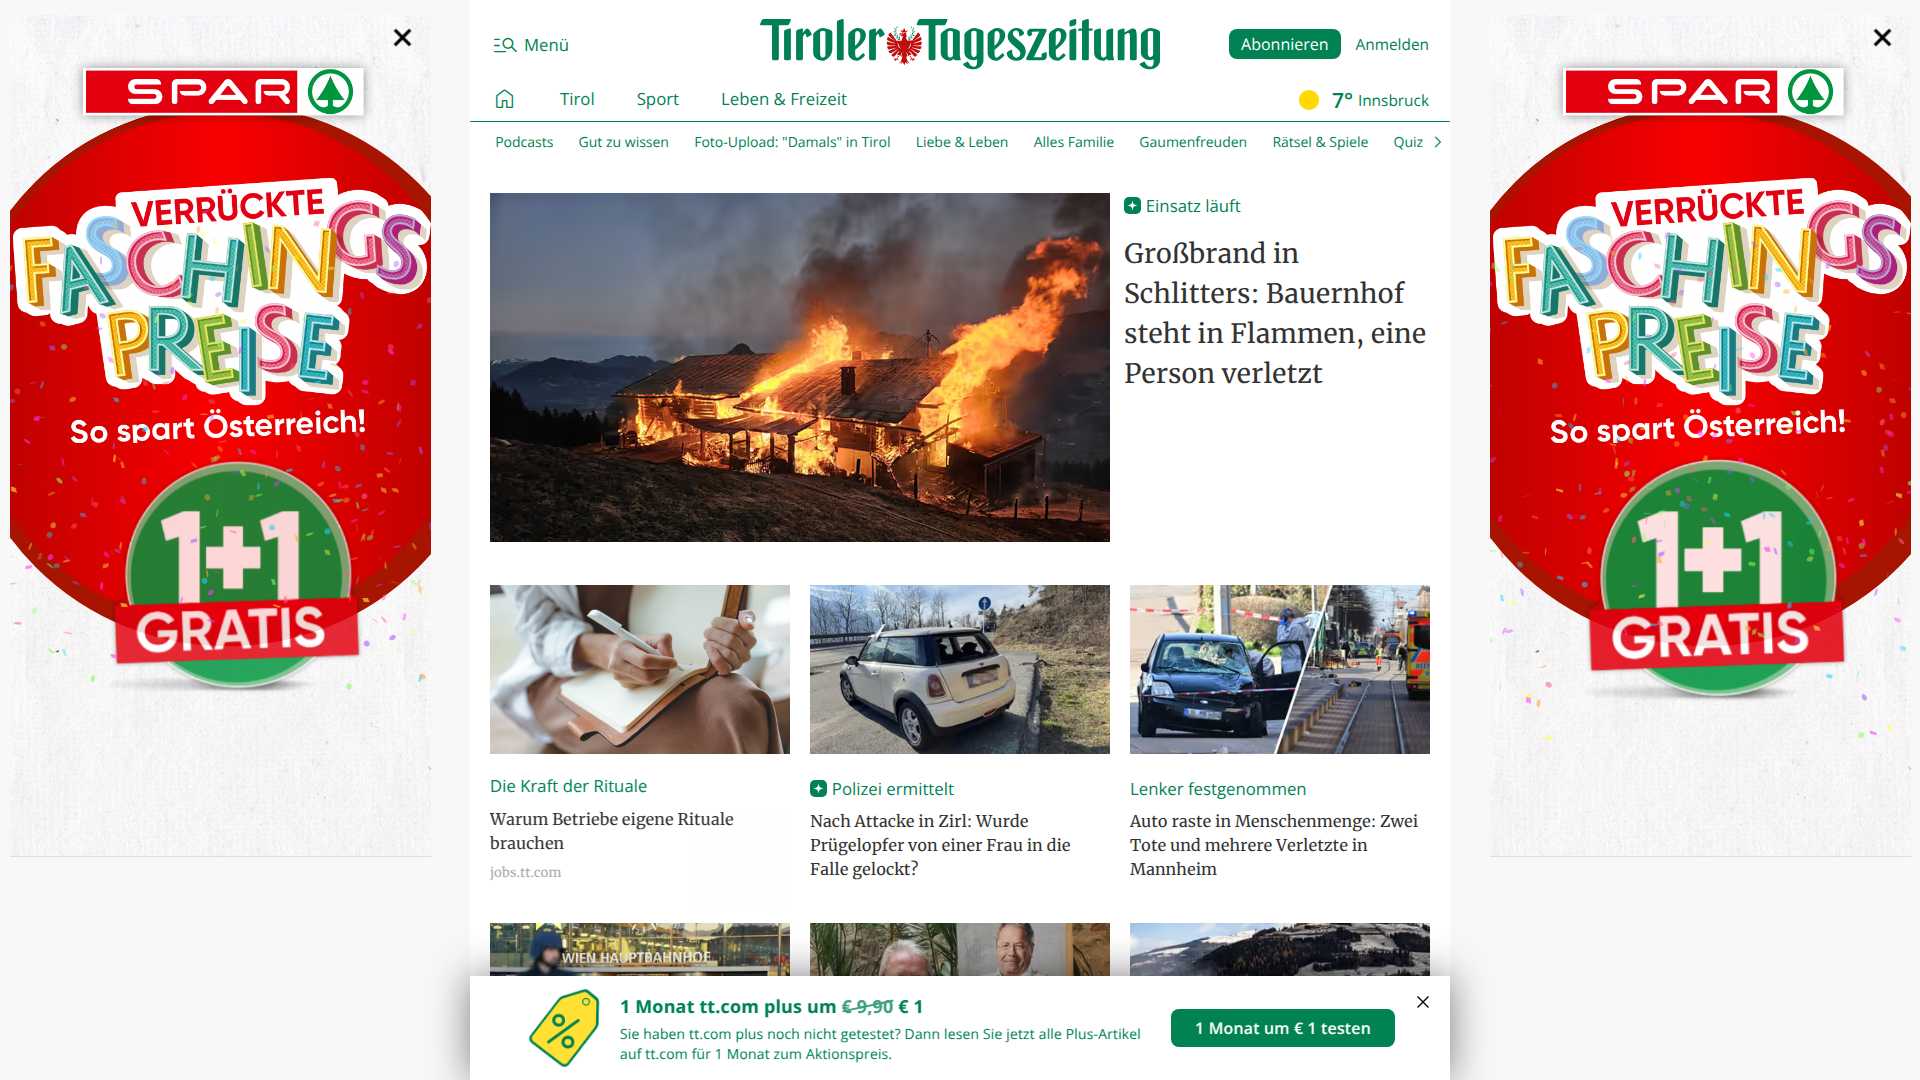 SPAR
VERRÜCKTE
FASCHINGS
PREISE
So spart Österreich!
1+1
GRATIS
Menü
Tiroler Tageszeitung
Abonnieren
Anmelden
Tirol
Sport
Leben & Freizeit
7° Innsbruck
Podcasts
Gut zu wissen
Foto-Upload: "Damals" in Tirol
Liebe & Leben
Alles Familie
Gaumenfreuden
Rätsel & Spiele
Quiz
Einsatz läuft
Großbrand in
Schlitters: Bauernhof
steht in Flammen, eine
Person verletzt
Die Kraft der Rituale
Warum Betriebe eigene Rituale
brauchen
jobs.tt.com
Polizei ermittelt
Nach Attacke in Zirl: Wurde
Prügelopfer von einer Frau in die
Falle gelockt?
Lenker festgenommen
Auto raste in Menschenmenge: Zwei
Tote und mehrere Verletzte in
Mannheim
WIEN HAUPTBAHNHOF
1 Monat tt.com plus um € 9,90 € 1
Sie haben tt.com plus noch nicht getestet? Dann lesen Sie jetzt alle Plus-Artikel
auf tt.com für 1 Monat zum Aktionspreis.
1 Monat um € 1 testen
SPAR
VERRÜCKTE
FASCHINGS
PREISE
So spart Österreich!
1+1
GRATIS